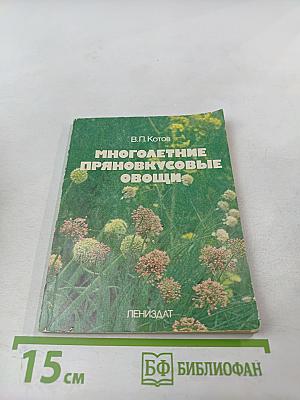 В.П. Котов
МНОГОЛЕТНИЕ
ПРЯНОВКУСОВЫЕ
ОВОЩИ
ЛЕНИЗДАТ
15 см
БФ БИБЛИОФАН